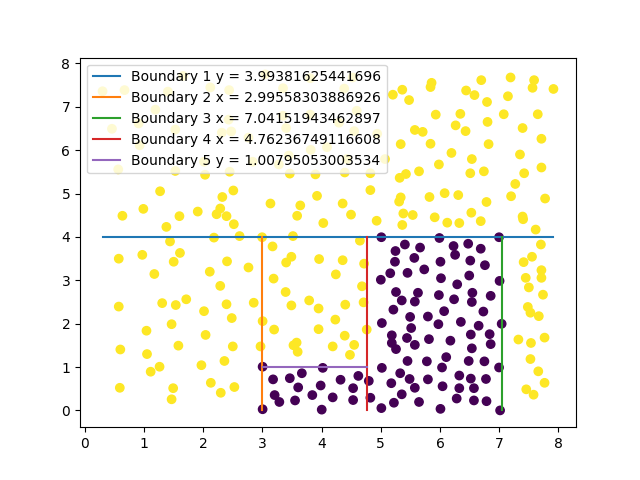 Boundary 1 y = 3.99381625441696
Boundary 2 x = 2.99558303886926
Boundary 3 x = 7.04151943462897
Boundary 4 x = 4.76236749116608
Boundary 5 y = 1.00795053003534
8
7
6
5
4
3
2
1
0
0 1 2 3 4 5 6 7 8